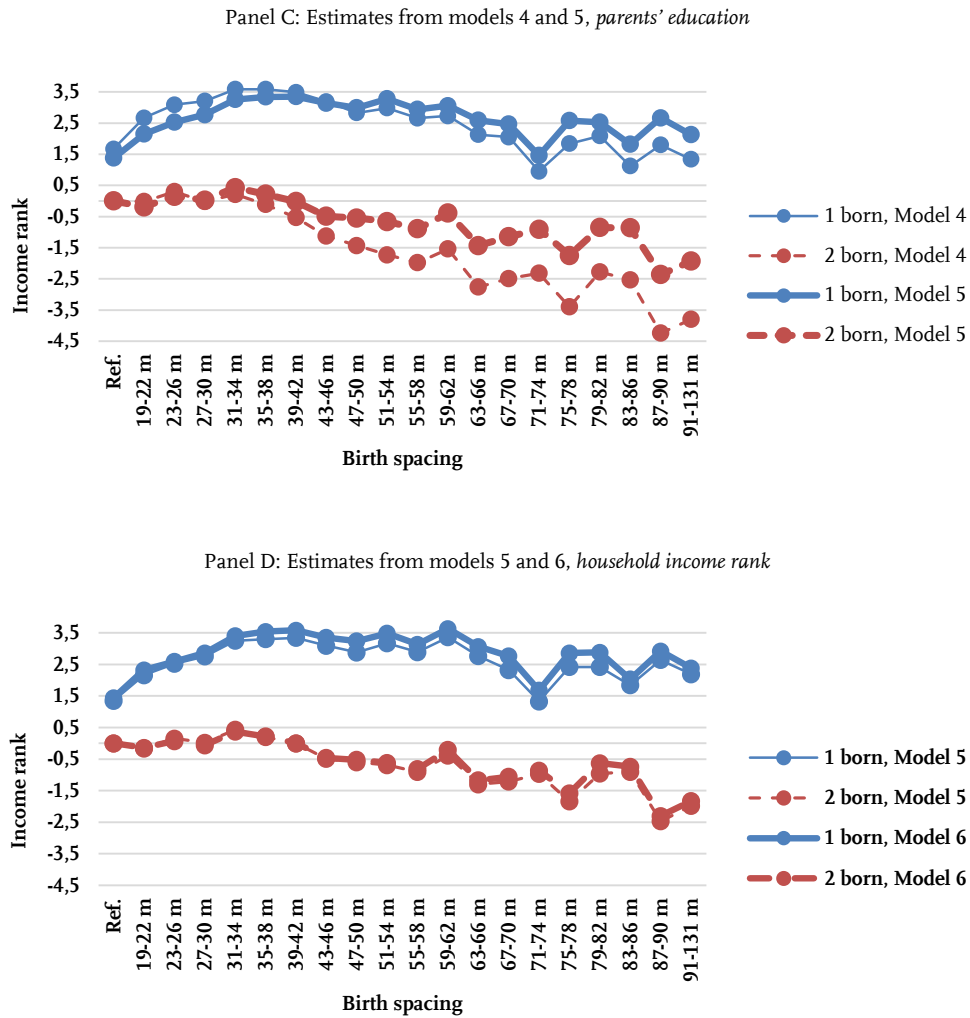 Panel C: Estimates from models 4 and 5, parents’ education
3,5
2,5
1,5
0,5
-0,5
-1,5
-2,5
-3,5
-4,5
Income rank
Ref.
19-22 m
23-26 m
27-30 m
31-34 m
35-38 m
39-42 m
43-46 m
47-50 m
51-54 m
55-58 m
59-62 m
63-66 m
67-70 m
71-74 m
75-78 m
79-82 m
83-86 m
87-90 m
91-131 m
Birth spacing
1 born, Model 4
2 born, Model 4
1 born, Model 5
2 born, Model 5
Panel D: Estimates from models 5 and 6, household income rank
3,5
2,5
1,5
0,5
-0,5
-1,5
-2,5
-3,5
-4,5
Income rank
Ref.
19-22 m
23-26 m
27-30 m
31-34 m
35-38 m
39-42 m
43-46 m
47-50 m
51-54 m
55-58 m
59-62 m
63-66 m
67-70 m
71-74 m
75-78 m
79-82 m
83-86 m
87-90 m
91-131 m
Birth spacing
1 born, Model 5
2 born, Model 5
1 born, Model 6
2 born, Model 6